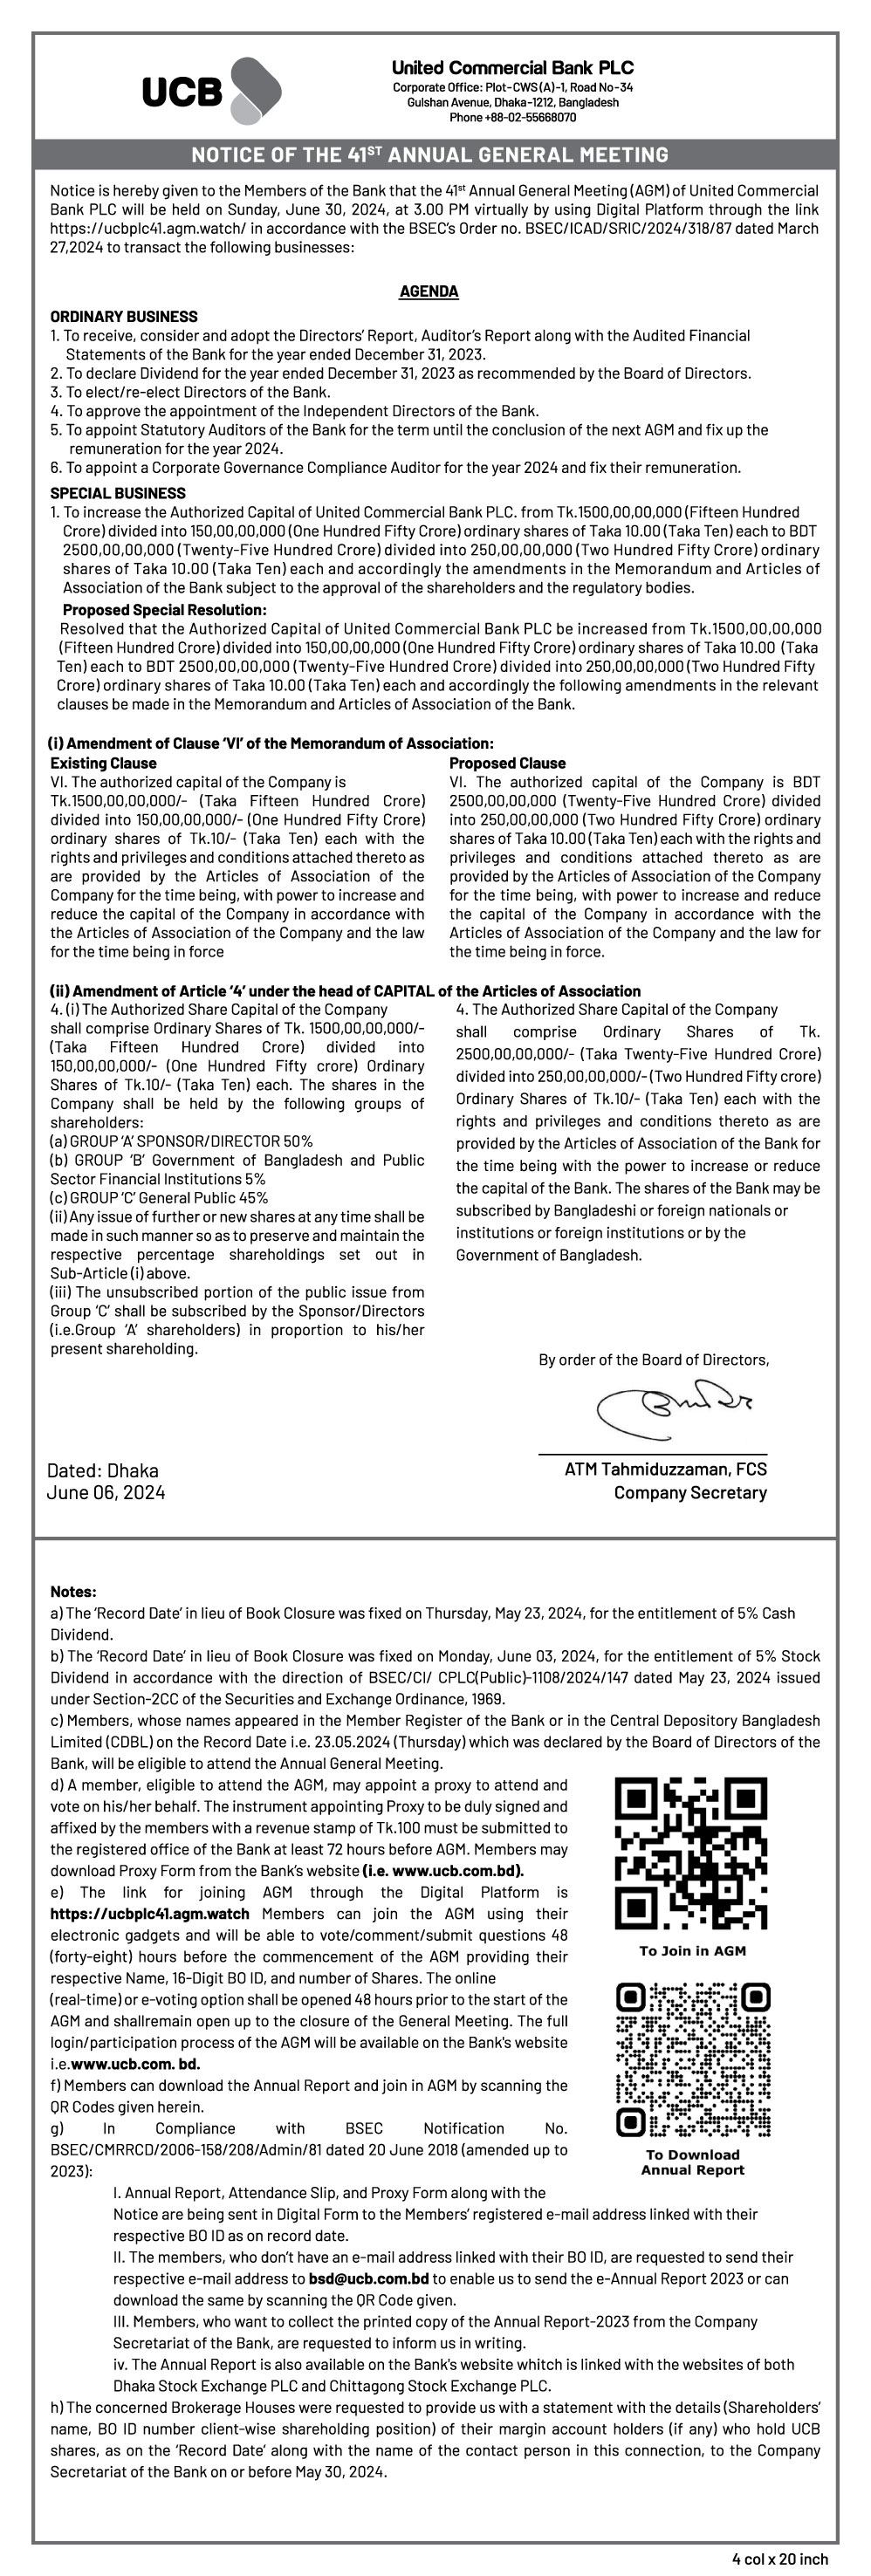 UCB
United Commercial Bank PLC
Corporate Office: Plot-CWS (A)-1, Road No-34
Gulshan Avenue, Dhaka-1212, Bangladesh
Phone +88-02-55668070
NOTICE OF THE 41ST ANNUAL GENERAL MEETING
Notice is hereby given to the Members of the Bank that the 41st Annual General Meeting (AGM) of United Commercial
Bank PLC will be held on Sunday, June 30, 2024, at 3.00 PM virtually by using Digital Platform through the link
https://ucbplc41.agm.watch/ in accordance with the BSEC's Order no. BSEC/ICAD/SRIC/2024/318/87 dated March
27,2024 to transact the following businesses:
AGENDA
ORDINARY BUSINESS
1. To receive, consider and adopt the Directors' Report, Auditor's Report along with the Audited Financial
Statements of the Bank for the year ended December 31, 2023.
2. To declare Dividend for the year ended December 31, 2023 as recommended by the Board of Directors.
3. To elect/re-elect Directors of the Bank.
4. To approve the appointment of the Independent Directors of the Bank.
5. To appoint Statutory Auditors of the Bank for the term until the conclusion of the next AGM and fix up the
remuneration for the year 2024.
6. To appoint a Corporate Governance Compliance Auditor for the year 2024 and fix their remuneration.
SPECIAL BUSINESS
1. To increase the Authorized Capital of United Commercial Bank PLC. from Tk.1500,00,00,000 (Fifteen Hundred
Crore) divided into 150,00,00,000 (One Hundred Fifty Crore) ordinary shares of Taka 10.00 (Taka Ten) each to BDT
2500,00,00,000 (Twenty-Five Hundred Crore) divided into 250,00,00,000 (Two Hundred Fifty Crore) ordinary
shares of Taka 10.00 (Taka Ten) each and accordingly the amendments in the Memorandum and Articles of
Association of the Bank subject to the approval of the shareholders and the regulatory bodies.
Proposed Special Resolution:
Resolved that the Authorized Capital of United Commercial Bank PLC be increased from Tk.1500,00,00,000
(Fifteen Hundred Crore) divided into 150,00,00,000 (One Hundred Fifty Crore) ordinary shares of Taka 10.00 (Taka
Ten) each to BDT 2500,00,00,000 (Twenty-Five Hundred Crore) divided into 250,00,00,000 (Two Hundred Fifty
Crore) ordinary shares of Taka 10.00 (Taka Ten) each and accordingly the following amendments in the relevant
clauses be made in the Memorandum and Articles of Association of the Bank.
(i) Amendment of Clause 'VI' of the Memorandum of Association:
Existing Clause
VI. The authorized capital of the Company is
Tk.1500,00,00,000/- (Taka Fifteen Hundred Crore)
divided into 150,00,00,000/- (One Hundred Fifty Crore)
ordinary shares of Tk.10/- (Taka Ten) each with the
rights and privileges and conditions attached thereto as
are provided by the Articles of Association of the
Company for the time being, with power to increase and
reduce the capital of the Company in accordance with
the Articles of Association of the Company and the law
for the time being in force
Proposed Clause
VI. The authorized capital of the Company is BDT
2500,00,00,000 (Twenty-Five Hundred Crore) divided
into 250,00,00,000 (Two Hundred Fifty Crore) ordinary
shares of Taka 10.00 (Taka Ten) each with the rights and
privileges and conditions attached thereto as are
provided by the Articles of Association of the Company
for the time being, with power to increase and reduce
the capital of the Company in accordance with the
Articles of Association of the Company and the law for
the time being in force.
(ii) Amendment of Article '4' under the head of CAPITAL of the Articles of Association
4. (i) The Authorized Share Capital of the Company
shall comprise Ordinary Shares of Tk. 1500,00,00,000/-
(Taka Fifteen Hundred Crore) divided into
150,00,00,000/- (One Hundred Fifty crore) Ordinary
Shares of Tk.10/- (Taka Ten) each. The shares in the
Company shall be held by the following groups of
shareholders:
(a) GROUP 'A' SPONSOR/DIRECTOR 50%
(b) GROUP 'B' Government of Bangladesh and Public
Sector Financial Institutions 5%
(c) GROUP 'C' General Public 45%
(ii) Any issue of further or new shares at any time shall be
made in such manner so as to preserve and maintain the
respective percentage shareholdings set out in
Sub-Article (i) above.
(iii) The unsubscribed portion of the public issue from
Group 'C' shall be subscribed by the Sponsor/Directors
(i.e.Group 'A' shareholders) in proportion to his/her
present shareholding.
4. The Authorized Share Capital of the Company
shall comprise Ordinary Shares of Tk.
2500,00,00,000/- (Taka Twenty-Five Hundred Crore)
divided into 250,00,00,000/- (Two Hundred Fifty crore)
Ordinary Shares of Tk.10/- (Taka Ten) each with the
rights and privileges and conditions thereto as are
provided by the Articles of Association of the Bank for
the time being with the power to increase or reduce
the capital of the Bank. The shares of the Bank may be
subscribed by Bangladeshi or foreign nationals or
institutions or foreign institutions or by the
Government of Bangladesh.
By order of the Board of Directors,
ATM Tahmiduzzaman, FCS
Company Secretary
Dated: Dhaka
June 06, 2024
Notes:
a) The 'Record Date' in lieu of Book Closure was fixed on Thursday, May 23, 2024, for the entitlement of 5% Cash
Dividend.
b) The 'Record Date' in lieu of Book Closure was fixed on Monday, June 03, 2024, for the entitlement of 5% Stock
Dividend in accordance with the direction of BSEC/CI/ CPLC(Public)-1108/2024/147 dated May 23, 2024 issued
under Section-2CC of the Securities and Exchange Ordinance, 1969.
c) Members, whose names appeared in the Member Register of the Bank or in the Central Depository Bangladesh
Limited (CDBL) on the Record Date i.e. 23.05.2024 (Thursday) which was declared by the Board of Directors of the
Bank, will be eligible to attend the Annual General Meeting.
d) A member, eligible to attend the AGM, may appoint a proxy to attend and
vote on his/her behalf. The instrument appointing Proxy to be duly signed and
affixed by the members with a revenue stamp of Tk.100 must be submitted to
the registered office of the Bank at least 72 hours before AGM. Members may
download Proxy Form from the Bank's website (i.e. www.ucb.com.bd).
e) The link for joining AGM through the Digital Platform is
https://ucbplc41.agm.watch Members can join the AGM using their
electronic gadgets and will be able to vote/comment/submit questions 48
(forty-eight) hours before the commencement of the AGM providing their
respective Name, 16-Digit BO ID, and number of Shares. The online
(real-time) or e-voting option shall be opened 48 hours prior to the start of the
AGM and shallremain open up to the closure of the General Meeting. The full
login/participation process of the AGM will be available on the Bank's website
i.e.www.ucb.com. bd.
f) Members can download the Annual Report and join in AGM by scanning the
QR Codes given herein.
g) In Compliance with BSEC Notification No.
BSEC/CMRRCD/2006-158/208/Admin/81 dated 20 June 2018 (amended up to
2023):
To Join in AGM
To Download
Annual Report
I. Annual Report, Attendance Slip, and Proxy Form along with the
Notice are being sent in Digital Form to the Members' registered e-mail address linked with their
respective BO ID as on record date.
II. The members, who don't have an e-mail address linked with their BO ID, are requested to send their
respective e-mail address to bsd@ucb.com.bd to enable us to send the e-Annual Report 2023 or can
download the same by scanning the QR Code given.
III. Members, who want to collect the printed copy of the Annual Report-2023 from the Company
Secretariat of the Bank, are requested to inform us in writing.
iv. The Annual Report is also available on the Bank's website whitch is linked with the websites of both
Dhaka Stock Exchange PLC and Chittagong Stock Exchange PLC.
h) The concerned Brokerage Houses were requested to provide us with a statement with the details (Shareholders'
name, BO ID number client-wise shareholding position) of their margin account holders (if any) who hold UCB
shares, as on the 'Record Date' along with the name of the contact person in this connection, to the Company
Secretariat of the Bank on or before May 30, 2024.
4 col x 20 inch